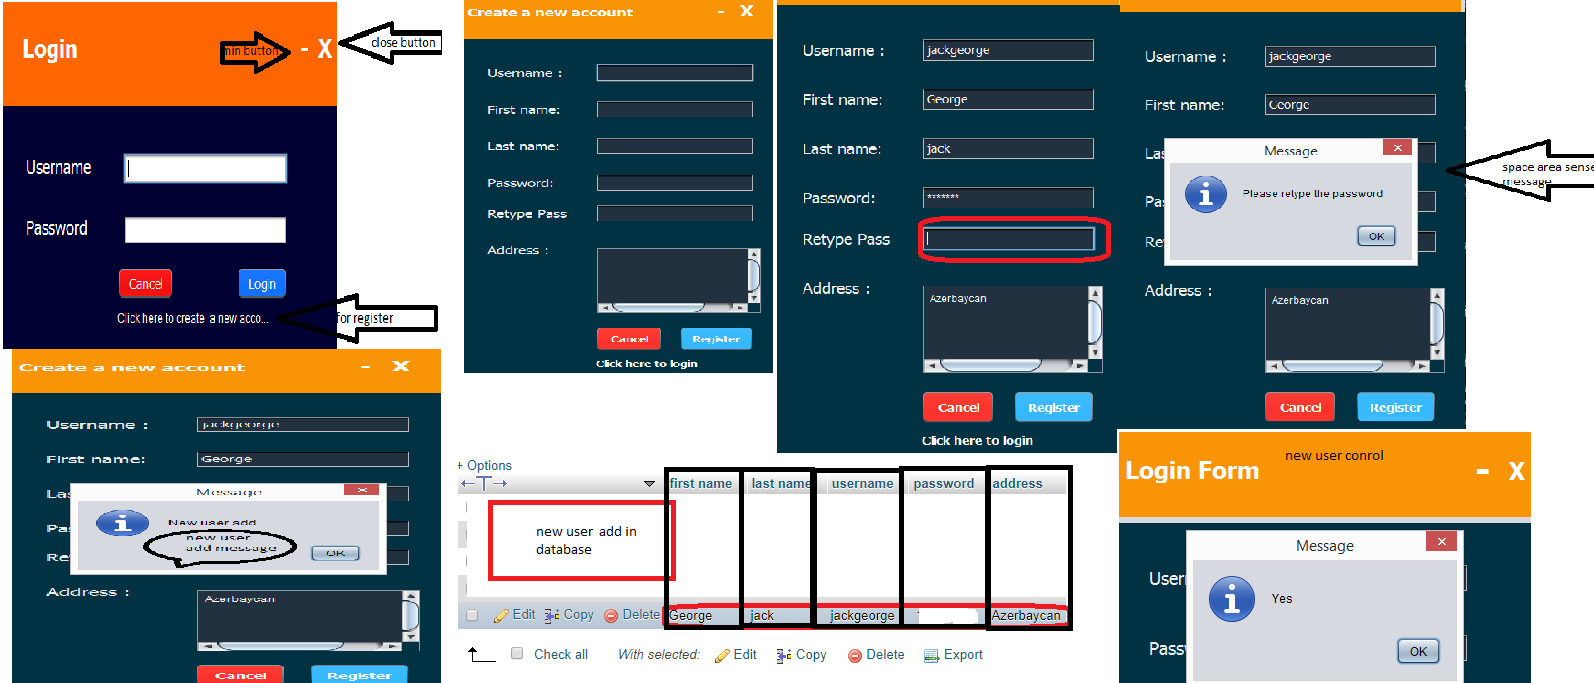 Login
min button
- X
close button
Username
Password
Cancel
Login
Click here to create a new acco...
for register
Create a new account
- X
Username :
First name:
Last name:
Password:
Retype Pass
Address :
Cancel
Register
Click here to login
Username :
jackgeorge
First name:
George
Last name:
jack
Password:
*******
Retype Pass
Address :
Azerbaycan
Cancel
Register
Click here to login
Username :
jackgeorge
First name:
George
Las
Message
Please retype the password
OK
Pas
Re
space area sense
message
Address :
Azerbaycan
Cancel
Register
Create a new account
- X
Username :
jackgeorge
First name:
George
La
Message
New user add
new user
add message
OK
Pa
Re
Address :
Azerbaycan
Cancel
Register
+ Options
first name
last name
username
password
address
new user add in
database
Edit
Copy
Delete
George
jack
jackgeorge
Azerbaycan
Check all
With selected:
Edit
Copy
Delete
Export
new user conrol
Login Form
- X
User
Message
Yes
OK
Pass